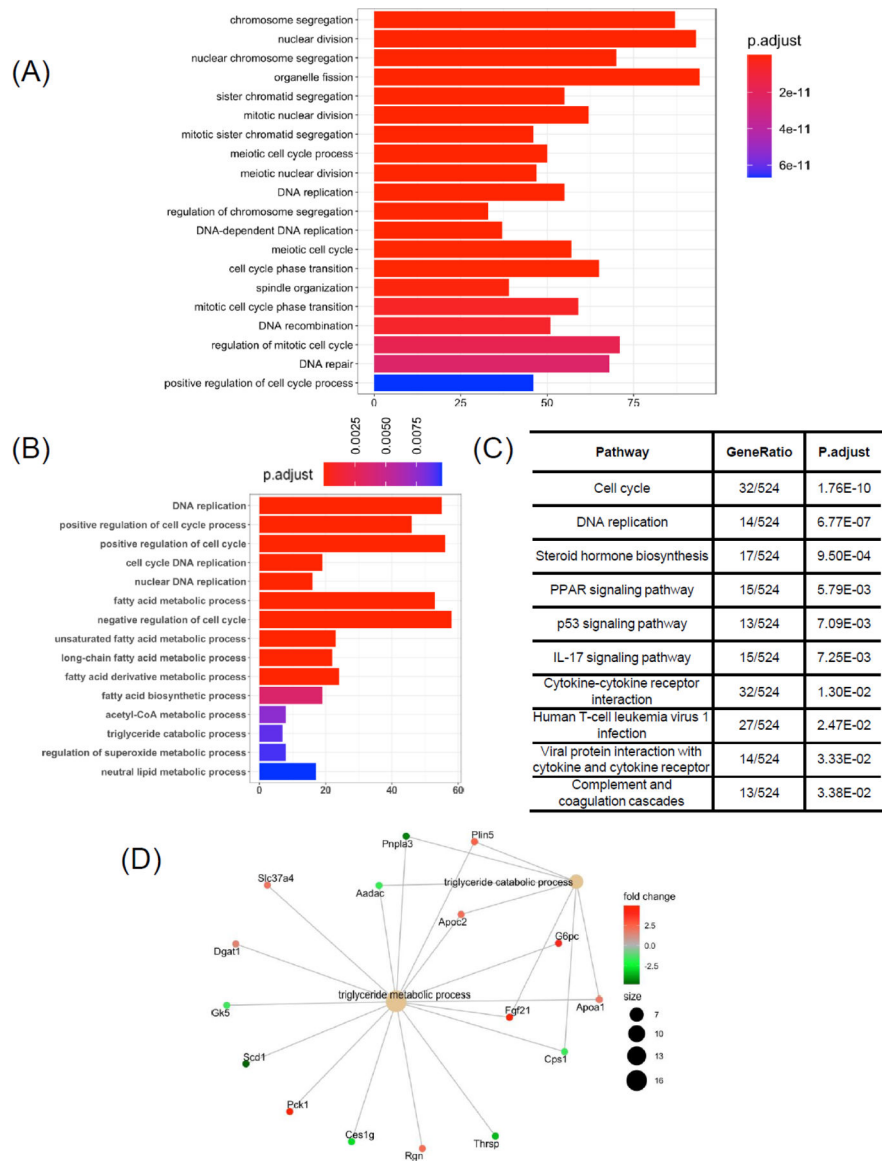 (A)
chromosome segregation
nuclear division
nuclear chromosome segregation
organelle fission
sister chromatid segregation
mitotic nuclear division
mitotic sister chromatid segregation
meiotic cell cycle process
meiotic nuclear division
DNA replication
regulation of chromosome segregation
DNA-dependent DNA replication
meiotic cell cycle
cell cycle phase transition
spindle organization
mitotic cell cycle phase transition
DNA recombination
regulation of mitotic cell cycle
DNA repair
positive regulation of cell cycle process
0 25 50 75
p.adjust
2e-11
4e-11
6e-11
(B)
p.adjust
0.0025 0.0050 0.0075
DNA replication
positive regulation of cell cycle process
positive regulation of cell cycle
cell cycle DNA replication
nuclear DNA replication
fatty acid metabolic process
negative regulation of cell cycle
unsaturated fatty acid metabolic process
long-chain fatty acid metabolic process
fatty acid derivative metabolic process
fatty acid biosynthetic process
acetyl-CoA metabolic process
triglyceride catabolic process
regulation of superoxide metabolic process
neutral lipid metabolic process
0 20 40 60
(C)
Pathway GeneRatio P.adjust
Cell cycle 32/524 1.76E-10
DNA replication 14/524 6.77E-07
Steroid hormone biosynthesis 17/524 9.50E-04
PPAR signaling pathway 15/524 5.79E-03
p53 signaling pathway 13/524 7.09E-03
IL-17 signaling pathway 15/524 7.25E-03
Cytokine-cytokine receptor
interaction 32/524 1.30E-02
Human T-cell leukemia virus 1
infection 27/524 2.47E-02
Viral protein interaction with
cytokine and cytokine receptor 14/524 3.33E-02
Complement and
coagulation cascades 13/524 3.38E-02
(D)
Pnpla3
Plin5
Slc37a4
Aadac
triglyceride catabolic process
Apoc2
G6pc
Dgat1
triglyceride metabolic process
Gk5
Fgf21
Apoa1
Scd1
Cps1
Pck1
Ces1g
Rgn
Thrsp
fold change
2.5
0.0
-2.5
size
7
10
13
16